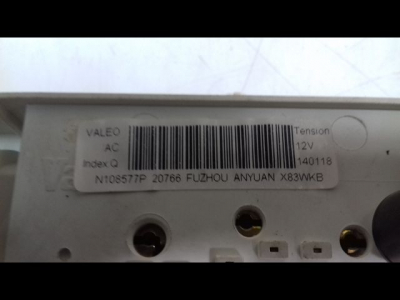 VALEO Tension
AC 12V
Index Q 140118
N108577P 20766 FUZHOU ANYUAN X83WKB